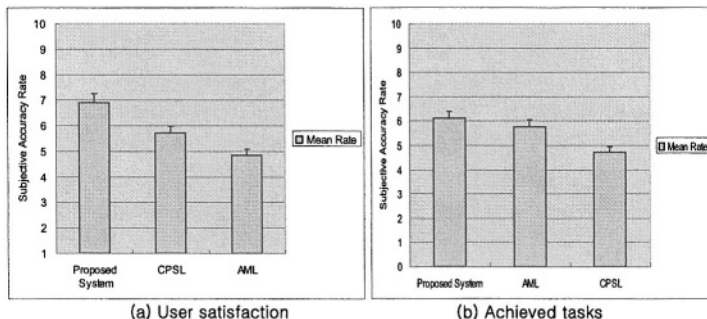 10
9
8
7
6
5
4
3
2
1
Subjective Accuracy Rate
Proposed
System
CPSL
AML
Mean Rate
(a) User satisfaction
10
9
8
7
6
5
4
3
2
1
0
Subjective Accuracy Rate
Proposed System
AML
CPSL
Mean Rate
(b) Achieved tasks